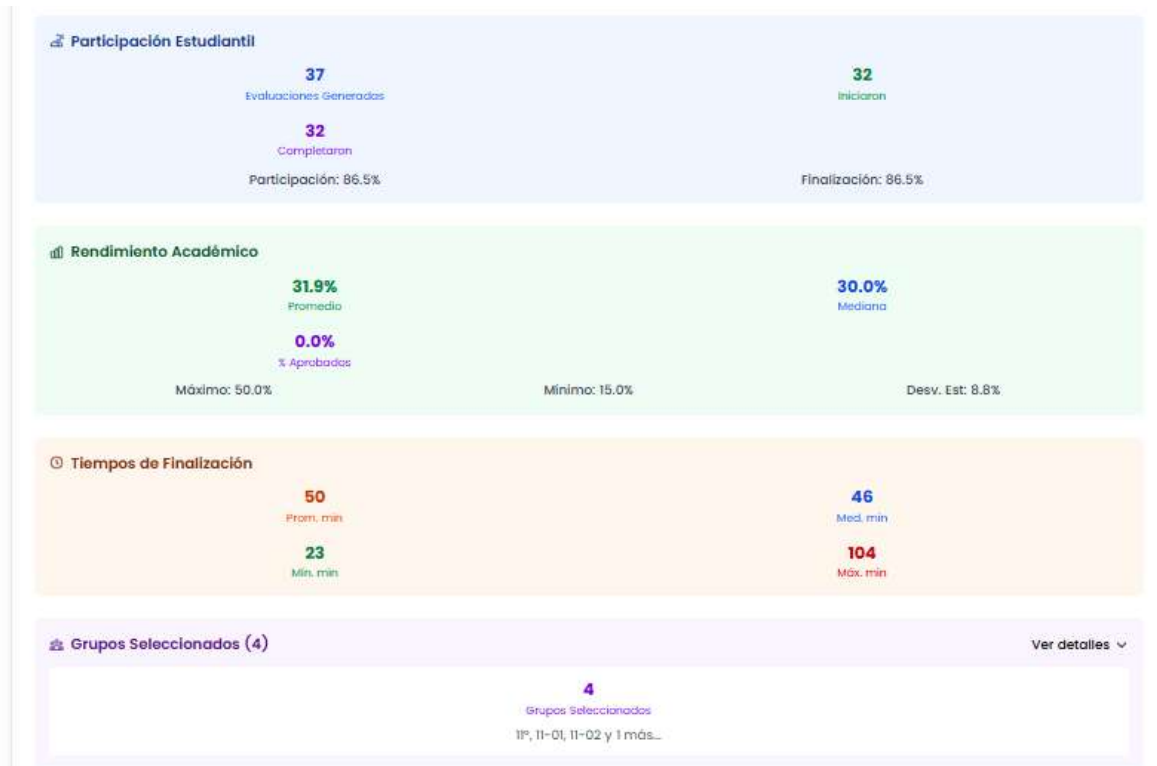 Participación Estudiantil
37
Evaluaciones Generadas
32
Iniciaron
32
Completaron
Participación: 86.5%
Finalización: 86.5%
Rendimiento Académico
31.9%
Promedio
30.0%
Mediana
0.0%
% Aprobados
Máximo: 50.0%
Mínimo: 15.0%
Desv. Est: 8.8%
Tiempos de Finalización
50
Prom. min
46
Med. min
23
Mín. min
104
Máx. min
Grupos Seleccionados (4)
Ver detalles
4
Grupos Seleccionados
11°, 11-01, 11-02 y 1 más...